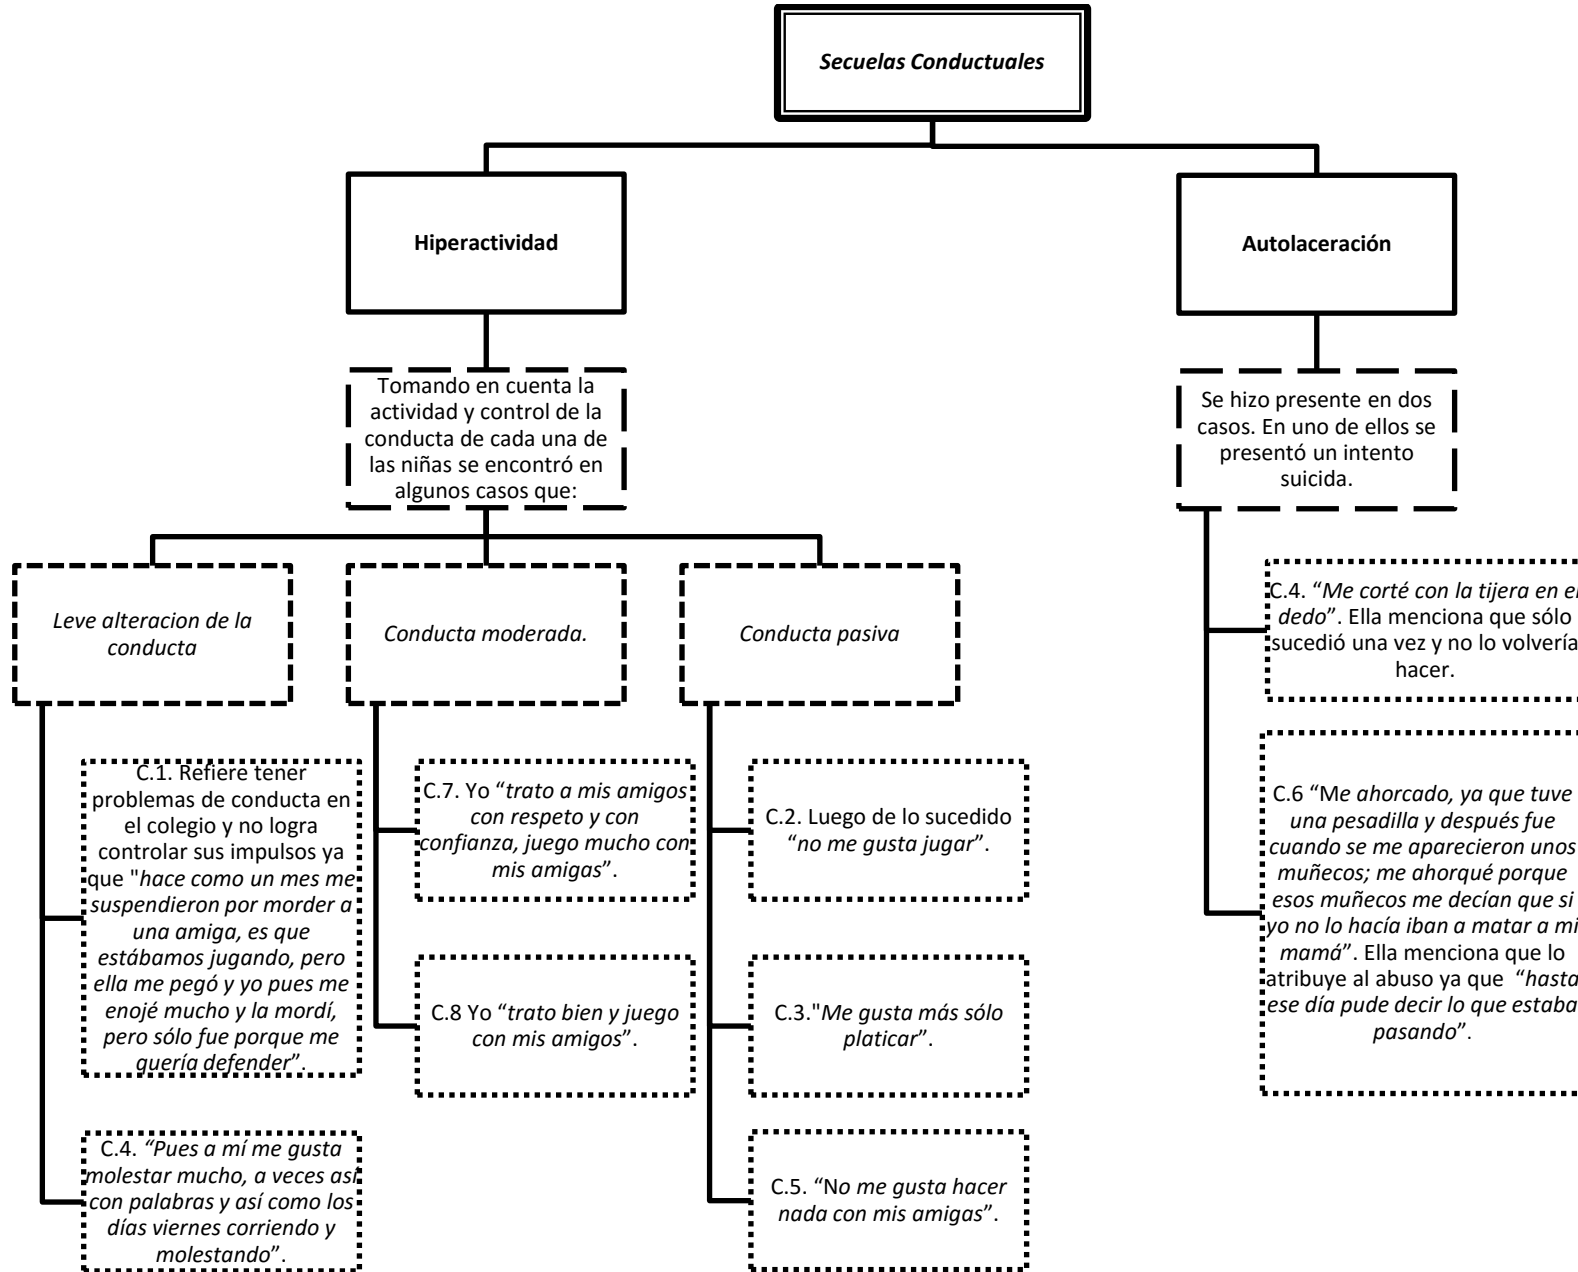 Secuelas Conductuales
Hiperactividad
Tomando en cuenta la
actividad y control de la
conducta de cada una de
las niñas se encontró en
algunos casos que:
Leve alteracion de la
conducta
C.1. Refiere tener
problemas de conducta en
el colegio y no logra
controlar sus impulsos ya
que "hace como un mes me
suspendieron por morder a
una amiga, es que
estábamos jugando, pero
ella me pegó y yo pues me
enojé mucho y la mordí,
pero sólo fue porque me
quería defender”.
C.4. “Pues a mí me gusta
molestar mucho, a veces así
con palabras y así como los
días viernes corriendo y
molestando”.
Conducta moderada.
C.7. Yo “trato a mis amigos
con respeto y con
confianza, juego mucho con
mis amigas”.
C.8 Yo “trato bien y juego
con mis amigos”.
Conducta pasiva
C.2. Luego de lo sucedido
“no me gusta jugar”.
C.3."Me gusta más sólo
platicar”.
C.5. “No me gusta hacer
nada con mis amigas”.
Autolaceración
Se hizo presente en dos
casos. En uno de ellos se
presentó un intento
suicida.
C.4. “Me corté con la tijera en el
dedo”. Ella menciona que sólo
sucedió una vez y no lo volvería
hacer.
C.6 “Me ahorcado, ya que tuve
una pesadilla y después fue
cuando se me aparecieron unos
muñecos; me ahorqué porque
esos muñecos me decían que si
yo no lo hacía iban a matar a mi
mamá”. Ella menciona que lo
atribuye al abuso ya que “hasta
ese día pude decir lo que estaba
pasando”.